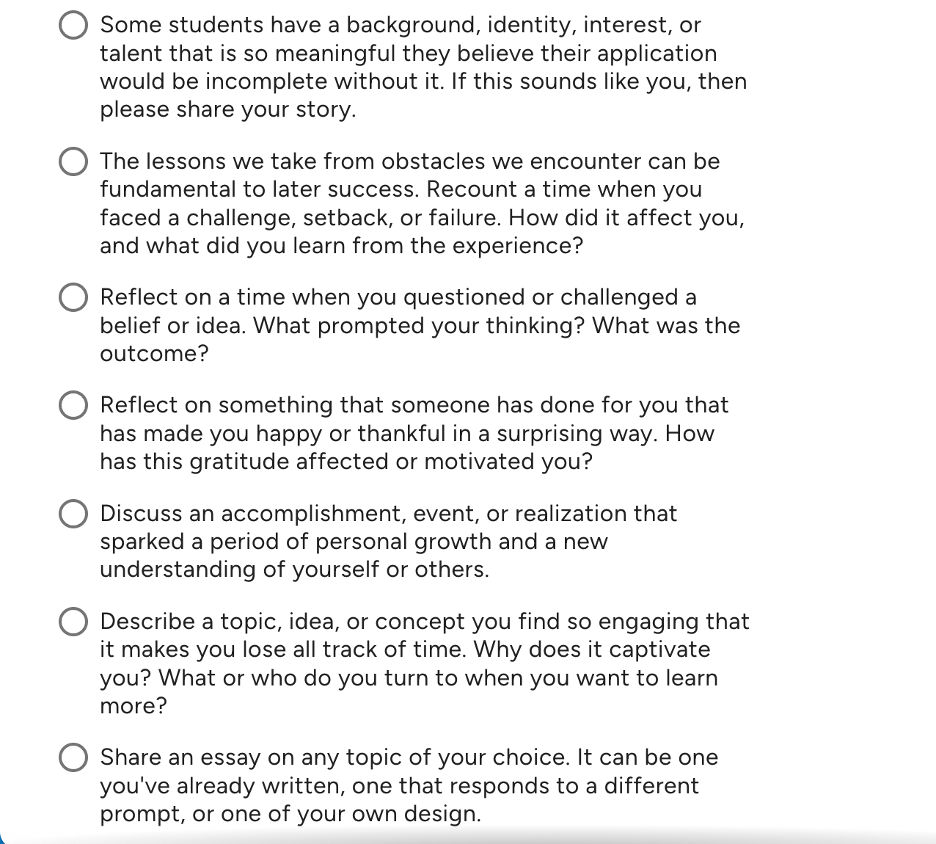 Some students have a background, identity, interest, or
talent that is so meaningful they believe their application
would be incomplete without it. If this sounds like you, then
please share your story.
The lessons we take from obstacles we encounter can be
fundamental to later success. Recount a time when you
faced a challenge, setback, or failure. How did it affect you,
and what did you learn from the experience?
Reflect on a time when you questioned or challenged a
belief or idea. What prompted your thinking? What was the
outcome?
Reflect on something that someone has done for you that
has made you happy or thankful in a surprising way. How
has this gratitude affected or motivated you?
Discuss an accomplishment, event, or realization that
sparked a period of personal growth and a new
understanding of yourself or others.
Describe a topic, idea, or concept you find so engaging that
it makes you lose all track of time. Why does it captivate
you? What or who do you turn to when you want to learn
more?
Share an essay on any topic of your choice. It can be one
you've already written, one that responds to a different
prompt, or one of your own design.